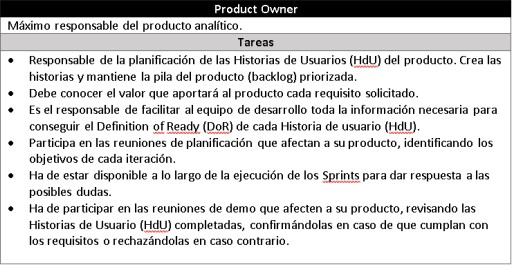 Product Owner
Máximo responsable del producto analítico.
Tareas
• Responsable de la planificación de las Historias de Usuarios (HdU) del producto. Crea las
historias y mantiene la pila del producto (backlog) priorizada.
• Debe conocer el valor que aportará al producto cada requisito solicitado.
• Es el responsable de facilitar al equipo de desarrollo toda la información necesaria para
conseguir el Definition of Ready (DoR) de cada Historia de usuario (HdU).
• Participa en las reuniones de planificación que afectan a su producto, identificando los
objetivos de cada iteración.
• Ha de estar disponible a lo largo de la ejecución de los Sprints para dar respuesta a las
posibles dudas.
• Ha de participar en las reuniones de demo que afecten a su producto, revisando las
Historias de Usuario (HdU) completadas, confirmándolas en caso de que cumplan con
los requisitos o rechazándolas en caso contrario.